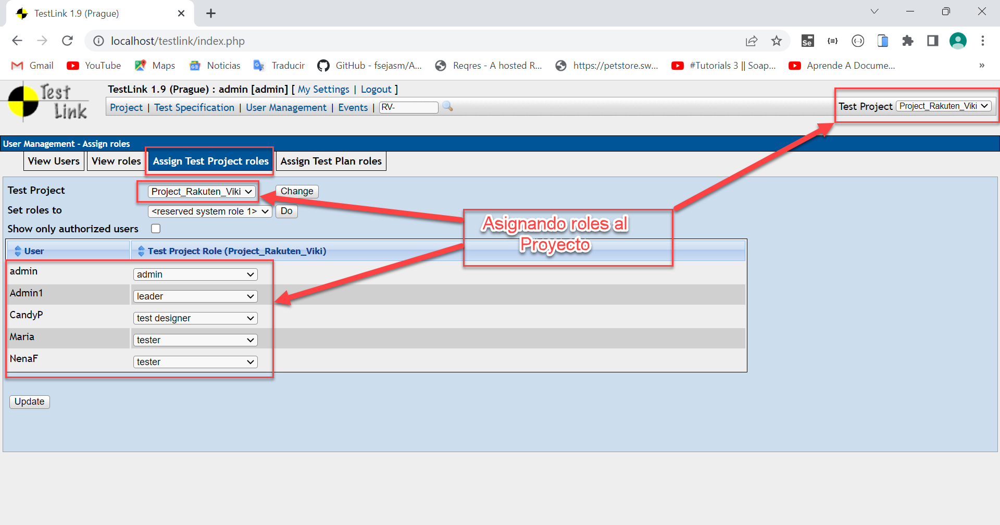 TestLink 1.9 (Prague)
localhost/testlink/index.php
Se
Gmail YouTube Maps Noticias Traducir GitHub - fsejasm/A... Reqres - A hosted R... https://petstore.sw... #Tutorials 3 || Soap... Aprende A Docume... »
Test Link
TestLink 1.9 (Prague) : admin [admin] [ My Settings | Logout ]
Project | Test Specification | User Management | Events | RV-
Test Project Project_Rakuten_Viki
User Management - Assign roles
View Users View roles Assign Test Project roles Assign Test Plan roles
Test Project Project_Rakuten_Viki Change
Set roles to <reserved system role 1> Do
Show only authorized users
Asignando roles al
Proyecto
User Test Project Role (Project_Rakuten_Viki)
admin admin
Admin1 leader
CandyP test designer
Maria tester
NenaF tester
Update